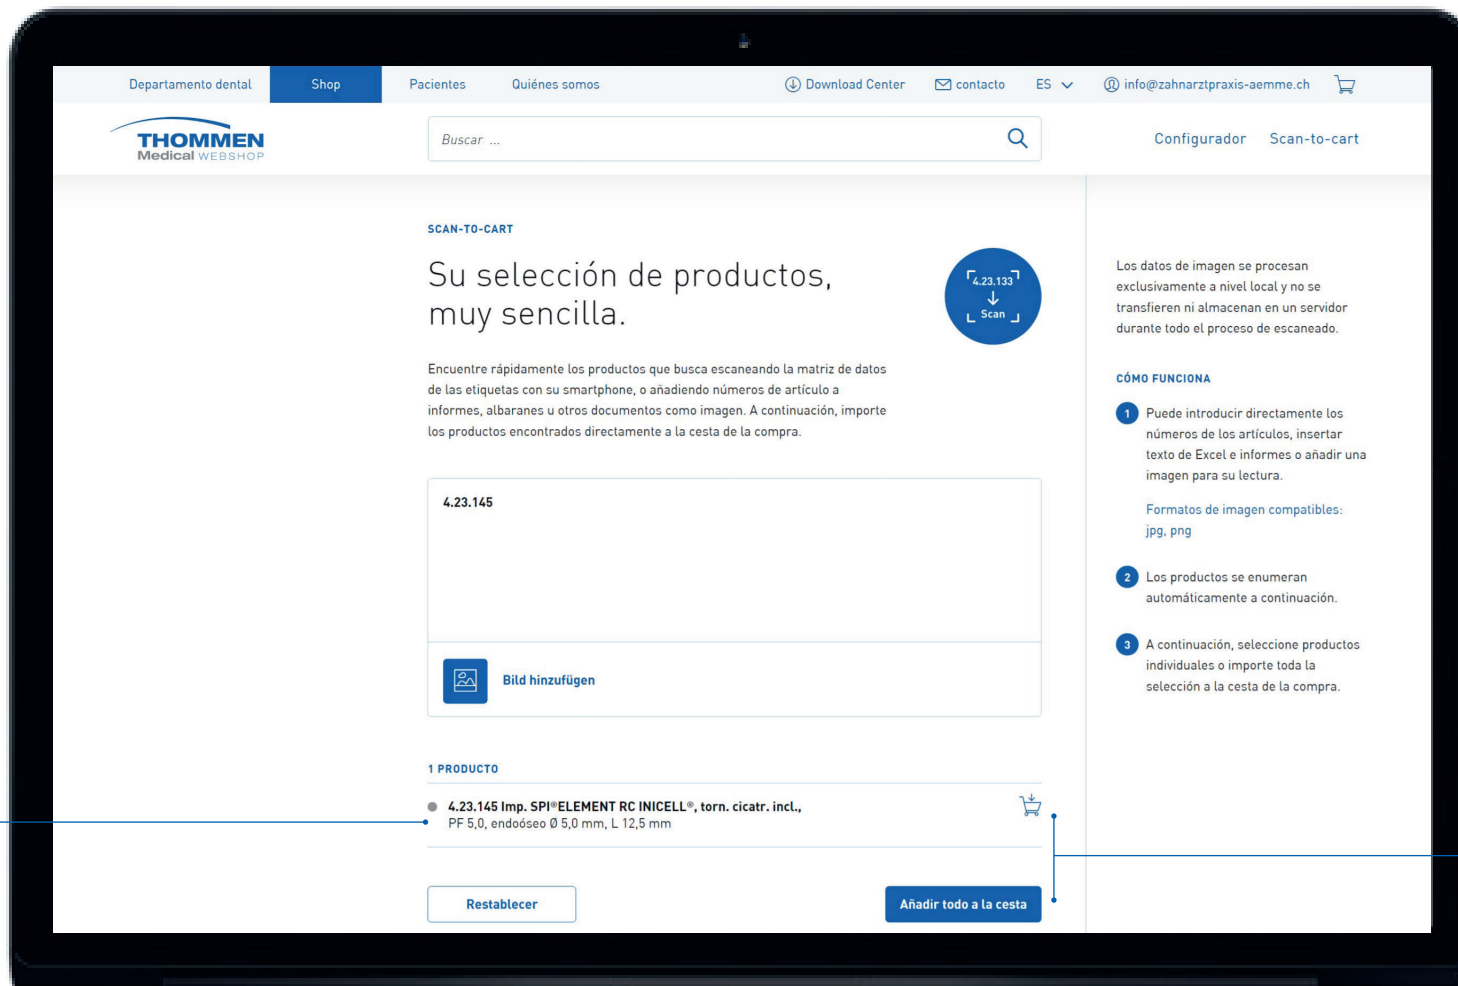 Departamento dental
Shop
Pacientes
Quiénes somos
Download Center
contacto
ES
info@zahnarztpraxis-aemme.ch
THOMMEN
Medical WEBSHOP
Buscar ...
Configurador
Scan-to-cart
SCAN-TO-CART
Su selección de productos,
muy sencilla.
4.23.133
Scan
Encuentre rápidamente los productos que busca escaneando la matriz de datos
de las etiquetas con su smartphone, o añadiendo números de artículo a
informes, albaranes u otros documentos como imagen. A continuación, importe
los productos encontrados directamente a la cesta de la compra.
4.23.145
Bild hinzufügen
1 PRODUCTO
4.23.145 Imp. SPI®ELEMENT RC INICELL®, torn. cicatr. incl.,
PF 5,0, endoóseo Ø 5,0 mm, L 12,5 mm
Restablecer
Añadir todo a la cesta
Los datos de imagen se procesan
exclusivamente a nivel local y no se
transfieren ni almacenan en un servidor
durante todo el proceso de escaneado.
CÓMO FUNCIONA
1 Puede introducir directamente los
números de los artículos, insertar
texto de Excel e informes o añadir una
imagen para su lectura.
Formatos de imagen compatibles:
jpg, png
2 Los productos se enumeran
automáticamente a continuación.
3 A continuación, seleccione productos
individuales o importe toda la
selección a la cesta de la compra.